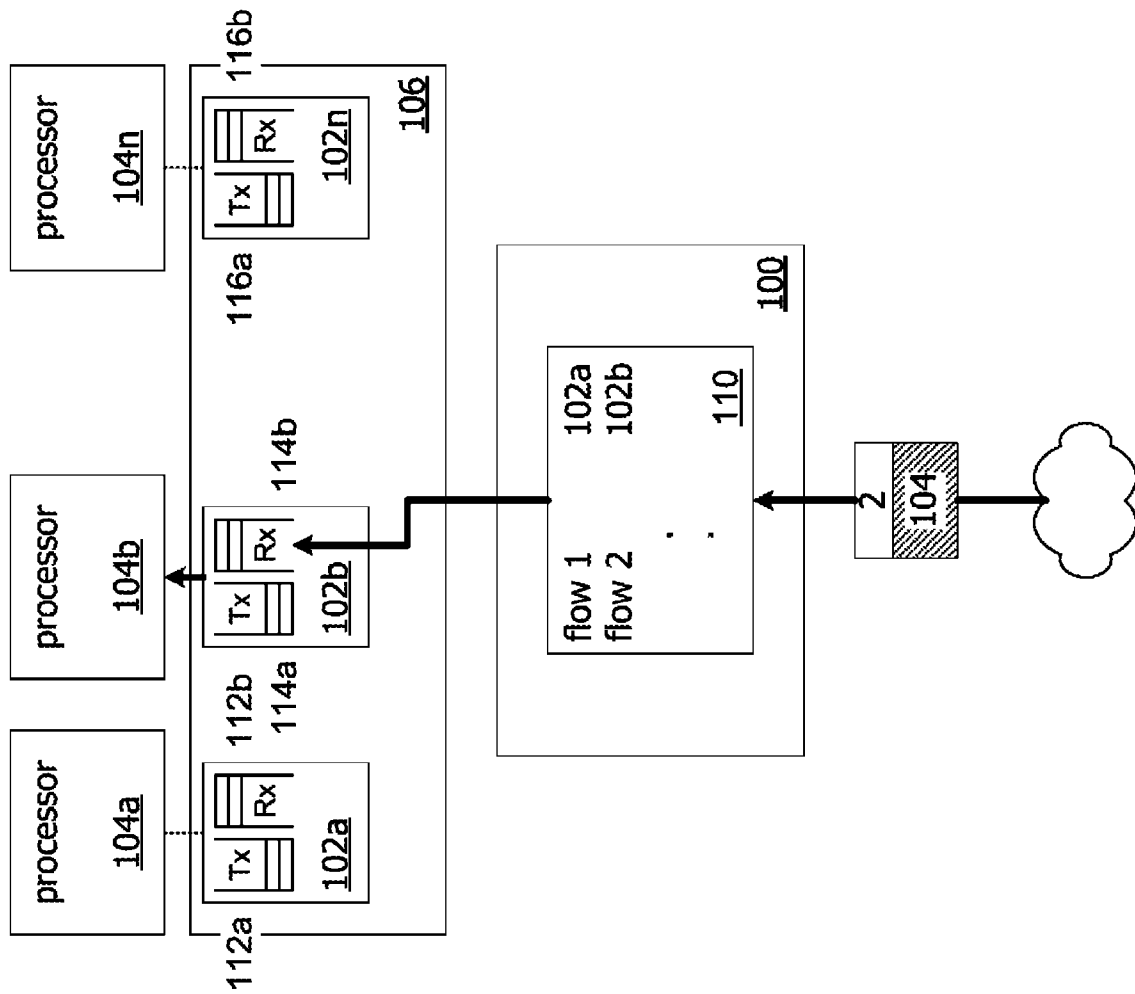 processor
104a
processor
104b
processor
104n
112a
Tx
Rx
102a
112b
114a
Tx
Rx
102b
114b
116a
Tx
Rx
102n
116b
106
flow 1 102a
flow 2 102b
.
.
110
100
2
104